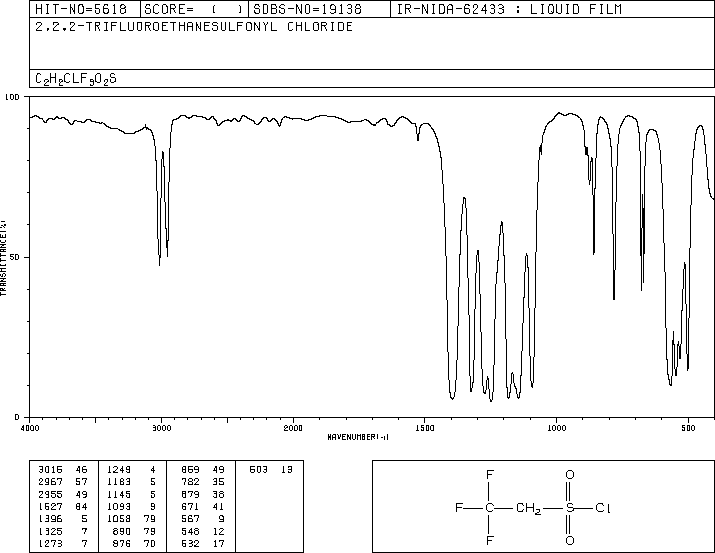 HIT-NO=5618 SCORE= ( ) SDBS-NO=19138 IR-NIDA-62433 : LIQUID FILM
2,2,2-TRIFLUOROETHANESULFONYL CHLORIDE
C2H2CLF3O2S
100
50
0
TRANSMITTANCE(%)
4000 3000 2000 1500 1000 500
WAVENUMBER(-1)
3015 46 1249 4 859 49 503 13
2967 57 1183 5 782 35
2955 49 1145 5 679 38
1527 84 1093 9 671 41
1396 5 1058 79 567 9
1325 7 890 79 548 12
1273 7 876 70 532 17
F O
F C CH2 S Cl
F O